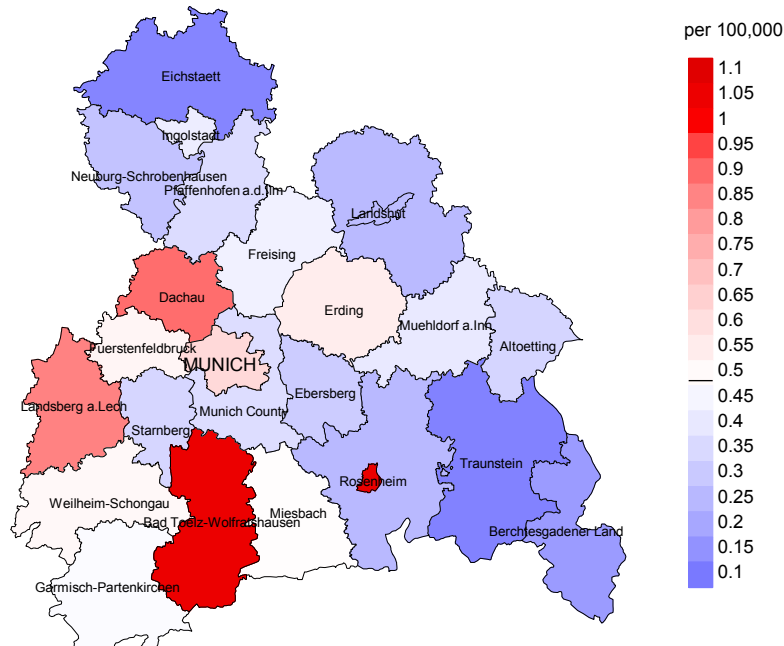 per 100,000
1.1
1.05
1
0.95
0.9
0.85
0.8
0.75
0.7
0.65
0.6
0.55
0.5
0.45
0.4
0.35
0.3
0.25
0.2
0.15
0.1
Eichstaett
Ingolstadt
Neuburg-Schrobenhausen
Pfaffenhofen a.d.Ilm
Landshut
Freising
Dachau
Erding
Muehldorf a.Inn
Fuerstenfeldbruck
Altoetting
MUNICH
Ebersberg
Landsberg a.Lech
Munich County
Starnberg
Traunstein
Rosenheim
Weilheim-Schongau
Miesbach
Bad Toelz-Wolfratshausen
Berchtesgadener Land
Garmisch-Partenkirchen